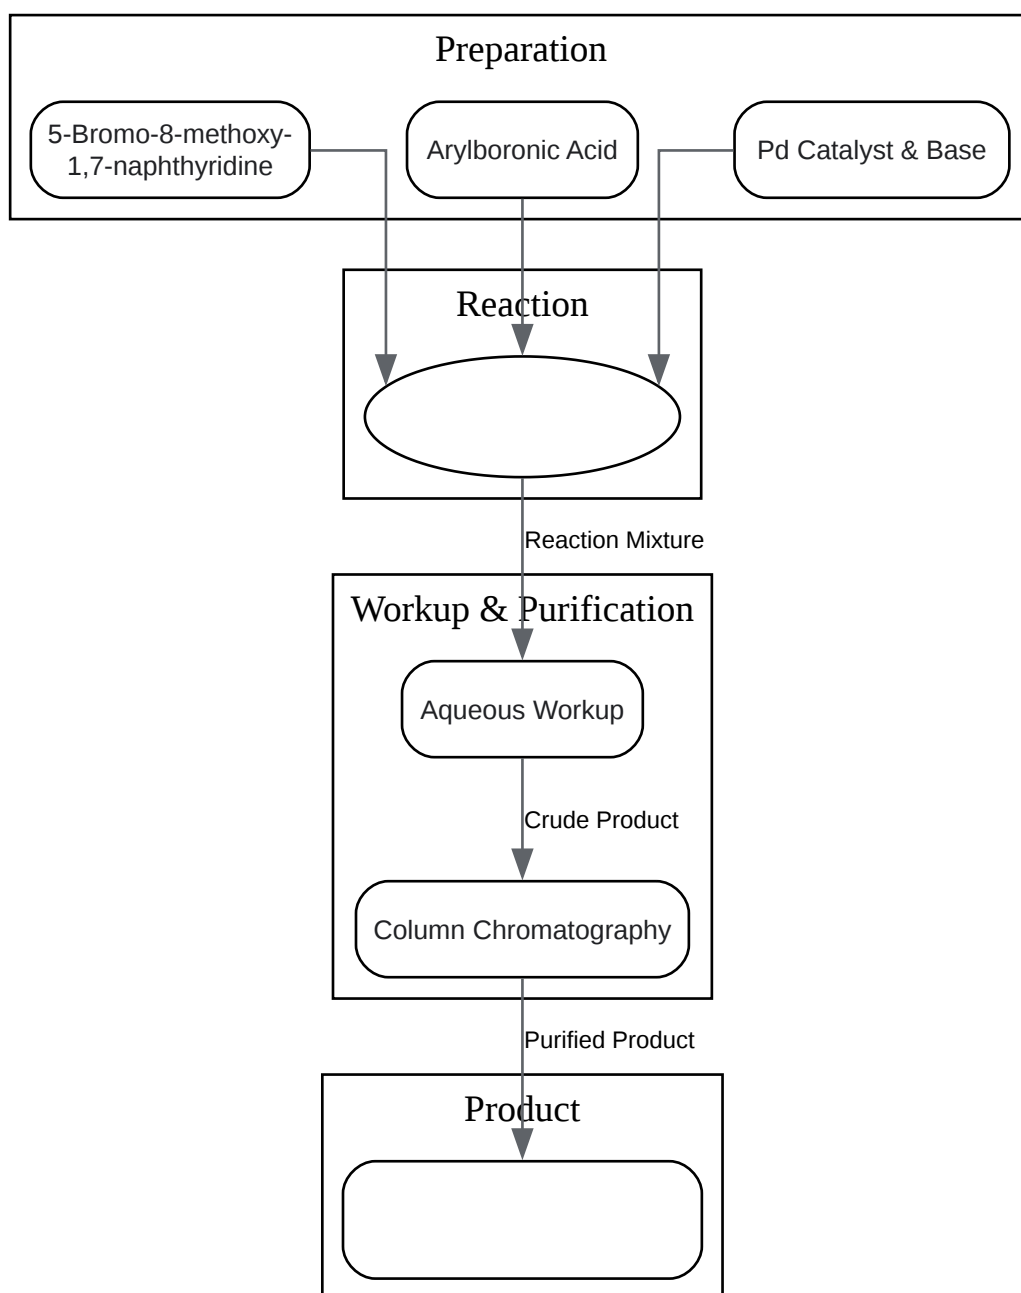 Preparation
5-Bromo-8-methoxy-
1,7-naphthyridine
Arylboronic Acid
Pd Catalyst & Base
Reaction
Reaction Mixture
Workup & Purification
Aqueous Workup
Crude Product
Column Chromatography
Purified Product
Product